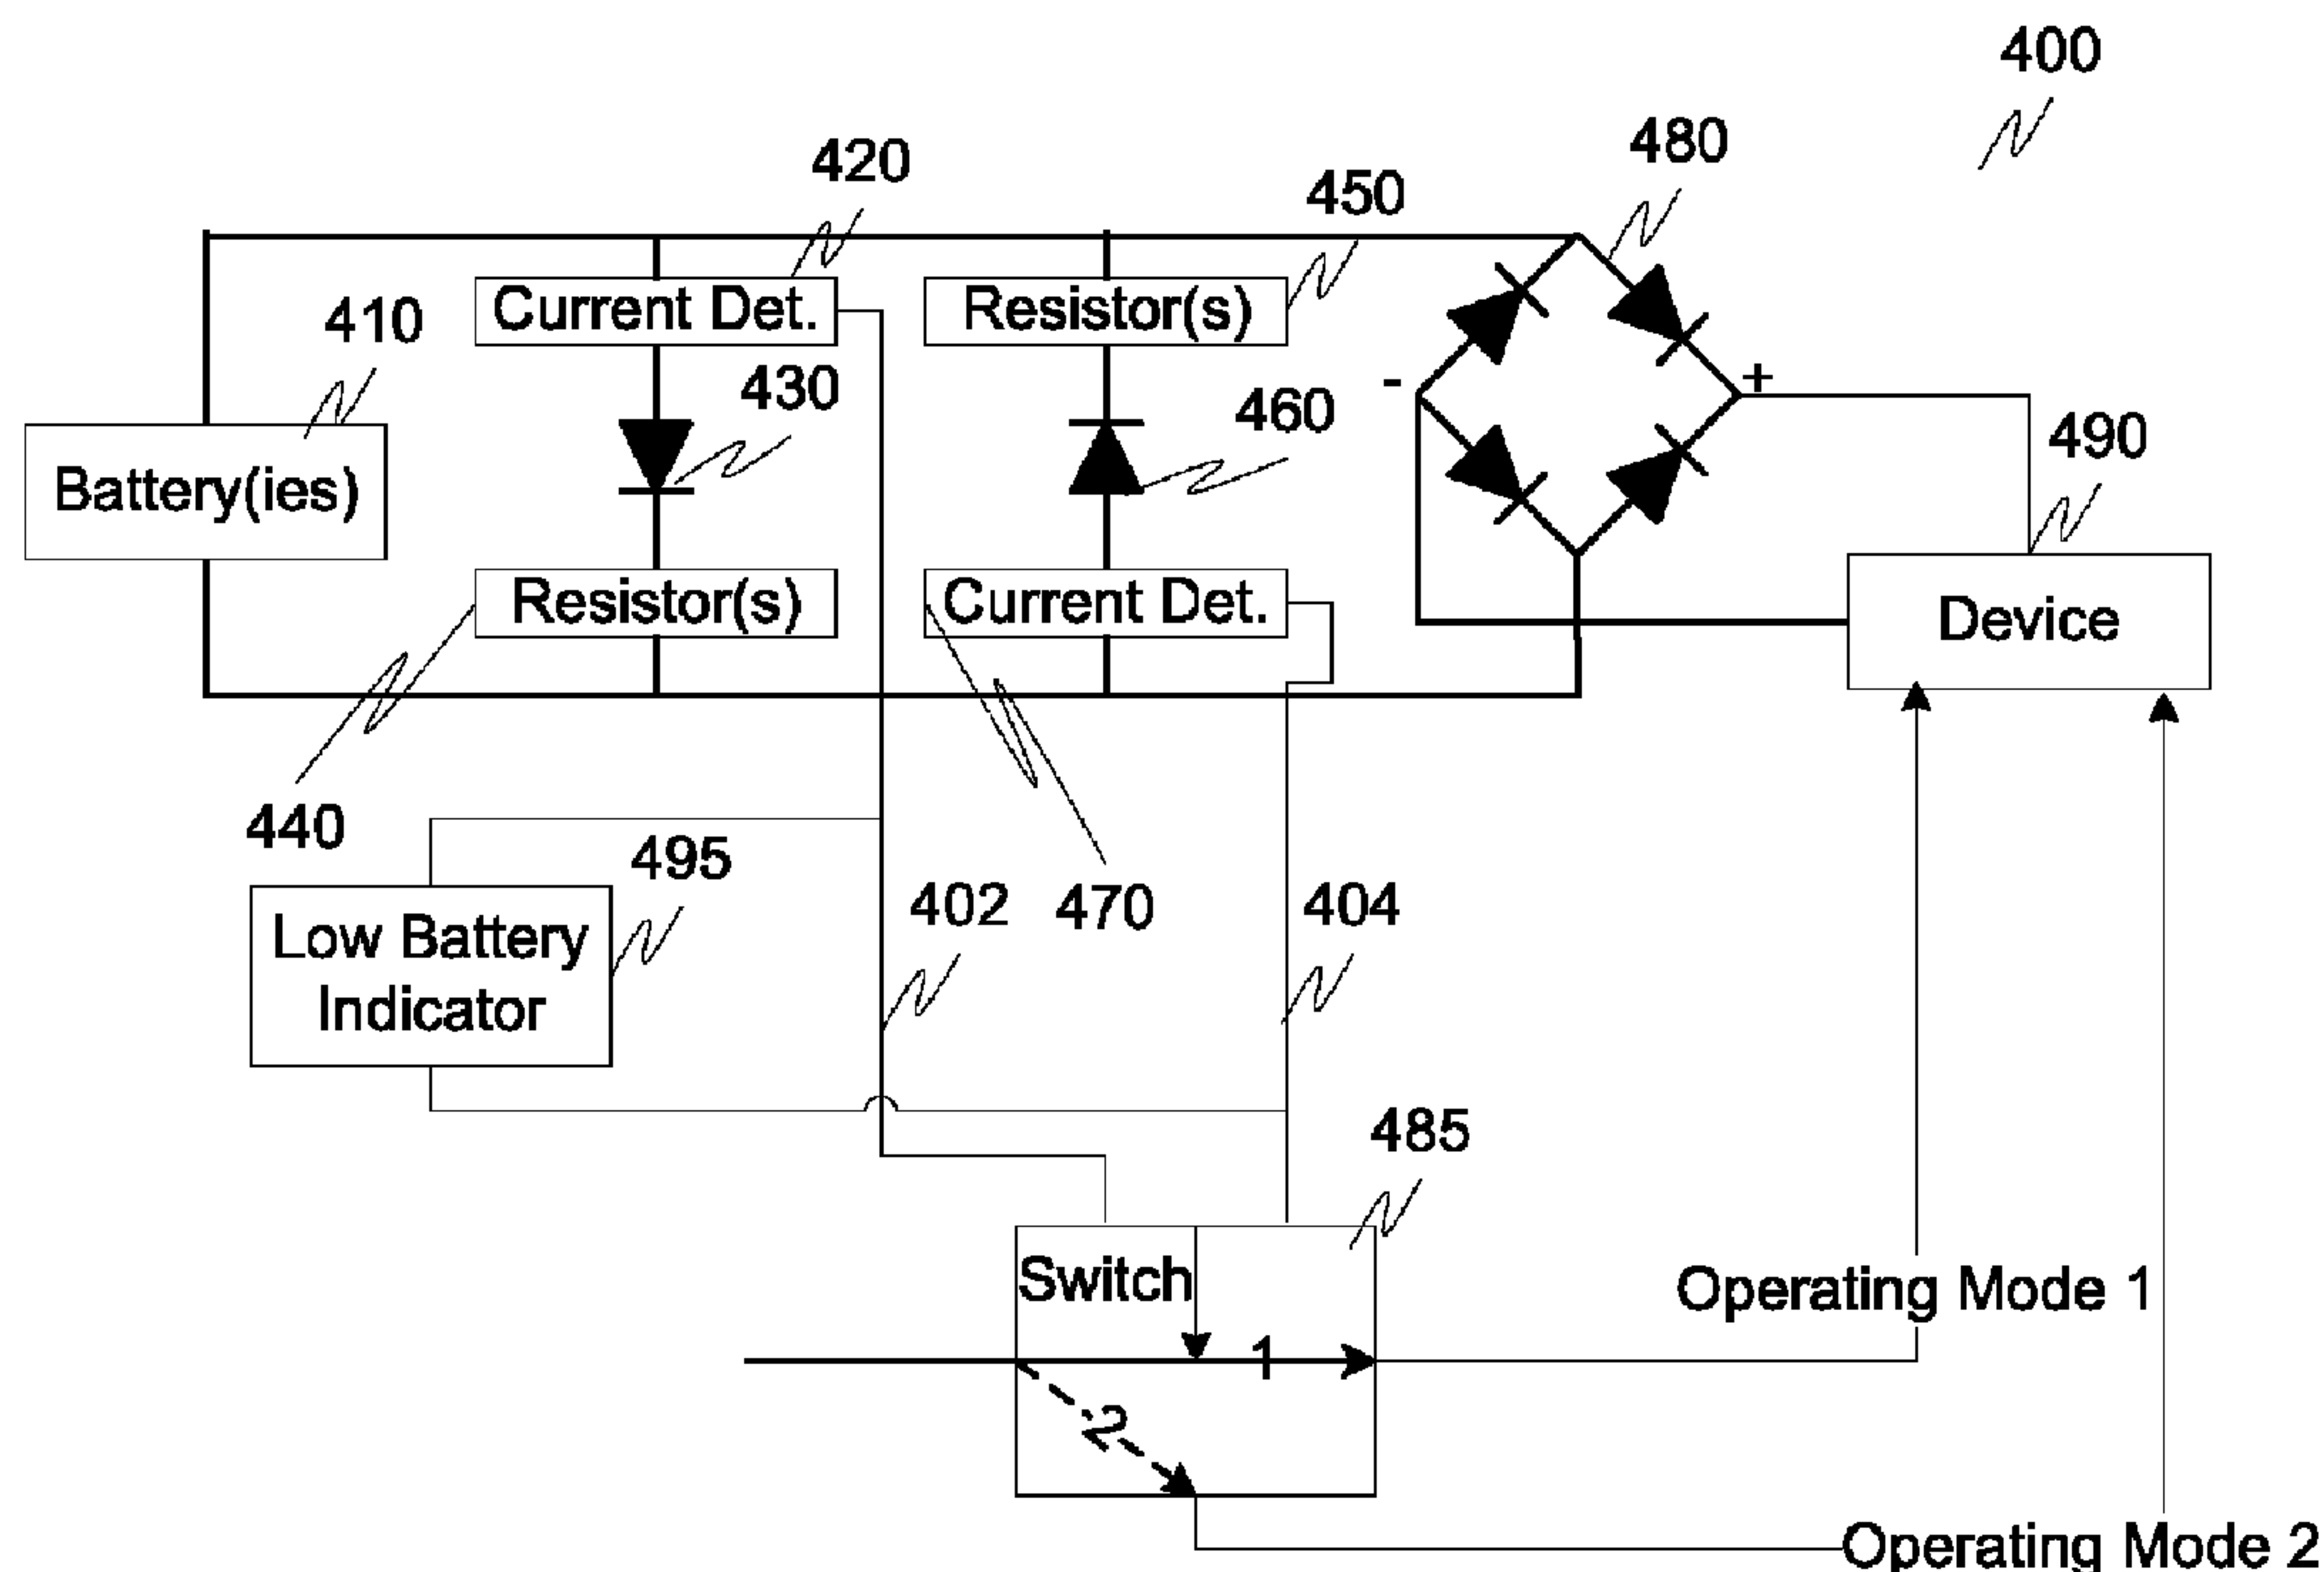 400
480
420
450
Current Det.
Resistor(s)
410
430
460
-
+
490
Battery(ies)
Resistor(s)
Current Det.
Device
440
495
402
470
404
Low Battery
Indicator
485
Switch
Operating Mode 1
1
2
Operating Mode 2